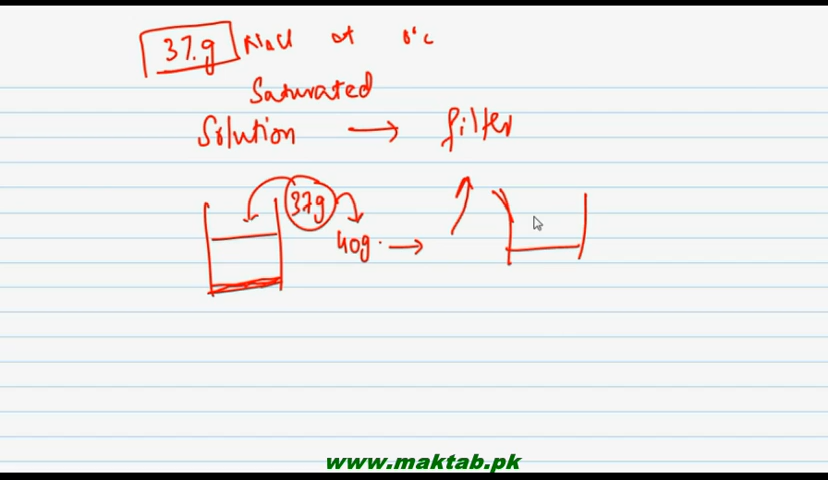 37.g NaCl at 0°C
Saturated
Solution → filter
37g
40g. →
www.maktab.pk